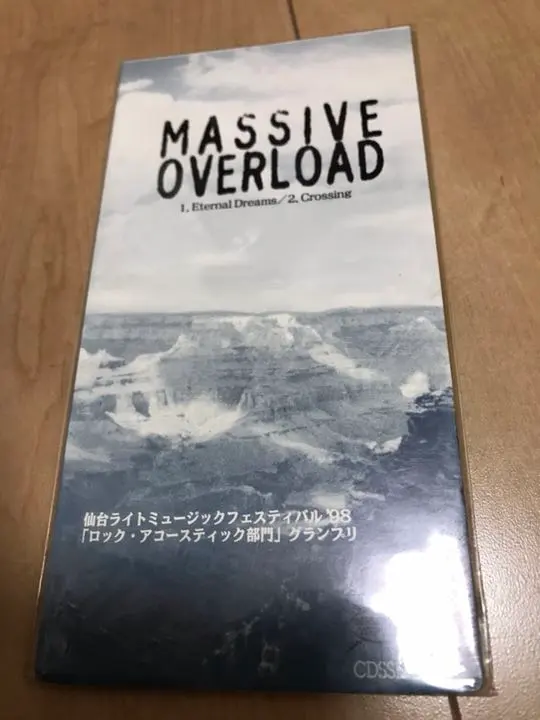 MASSIVE
OVERLOAD
1. Eternal Dreams／2. Crossing
仙台ライトミュージックフェスティバル '98
「ロック・アコースティック部門」グランプリ